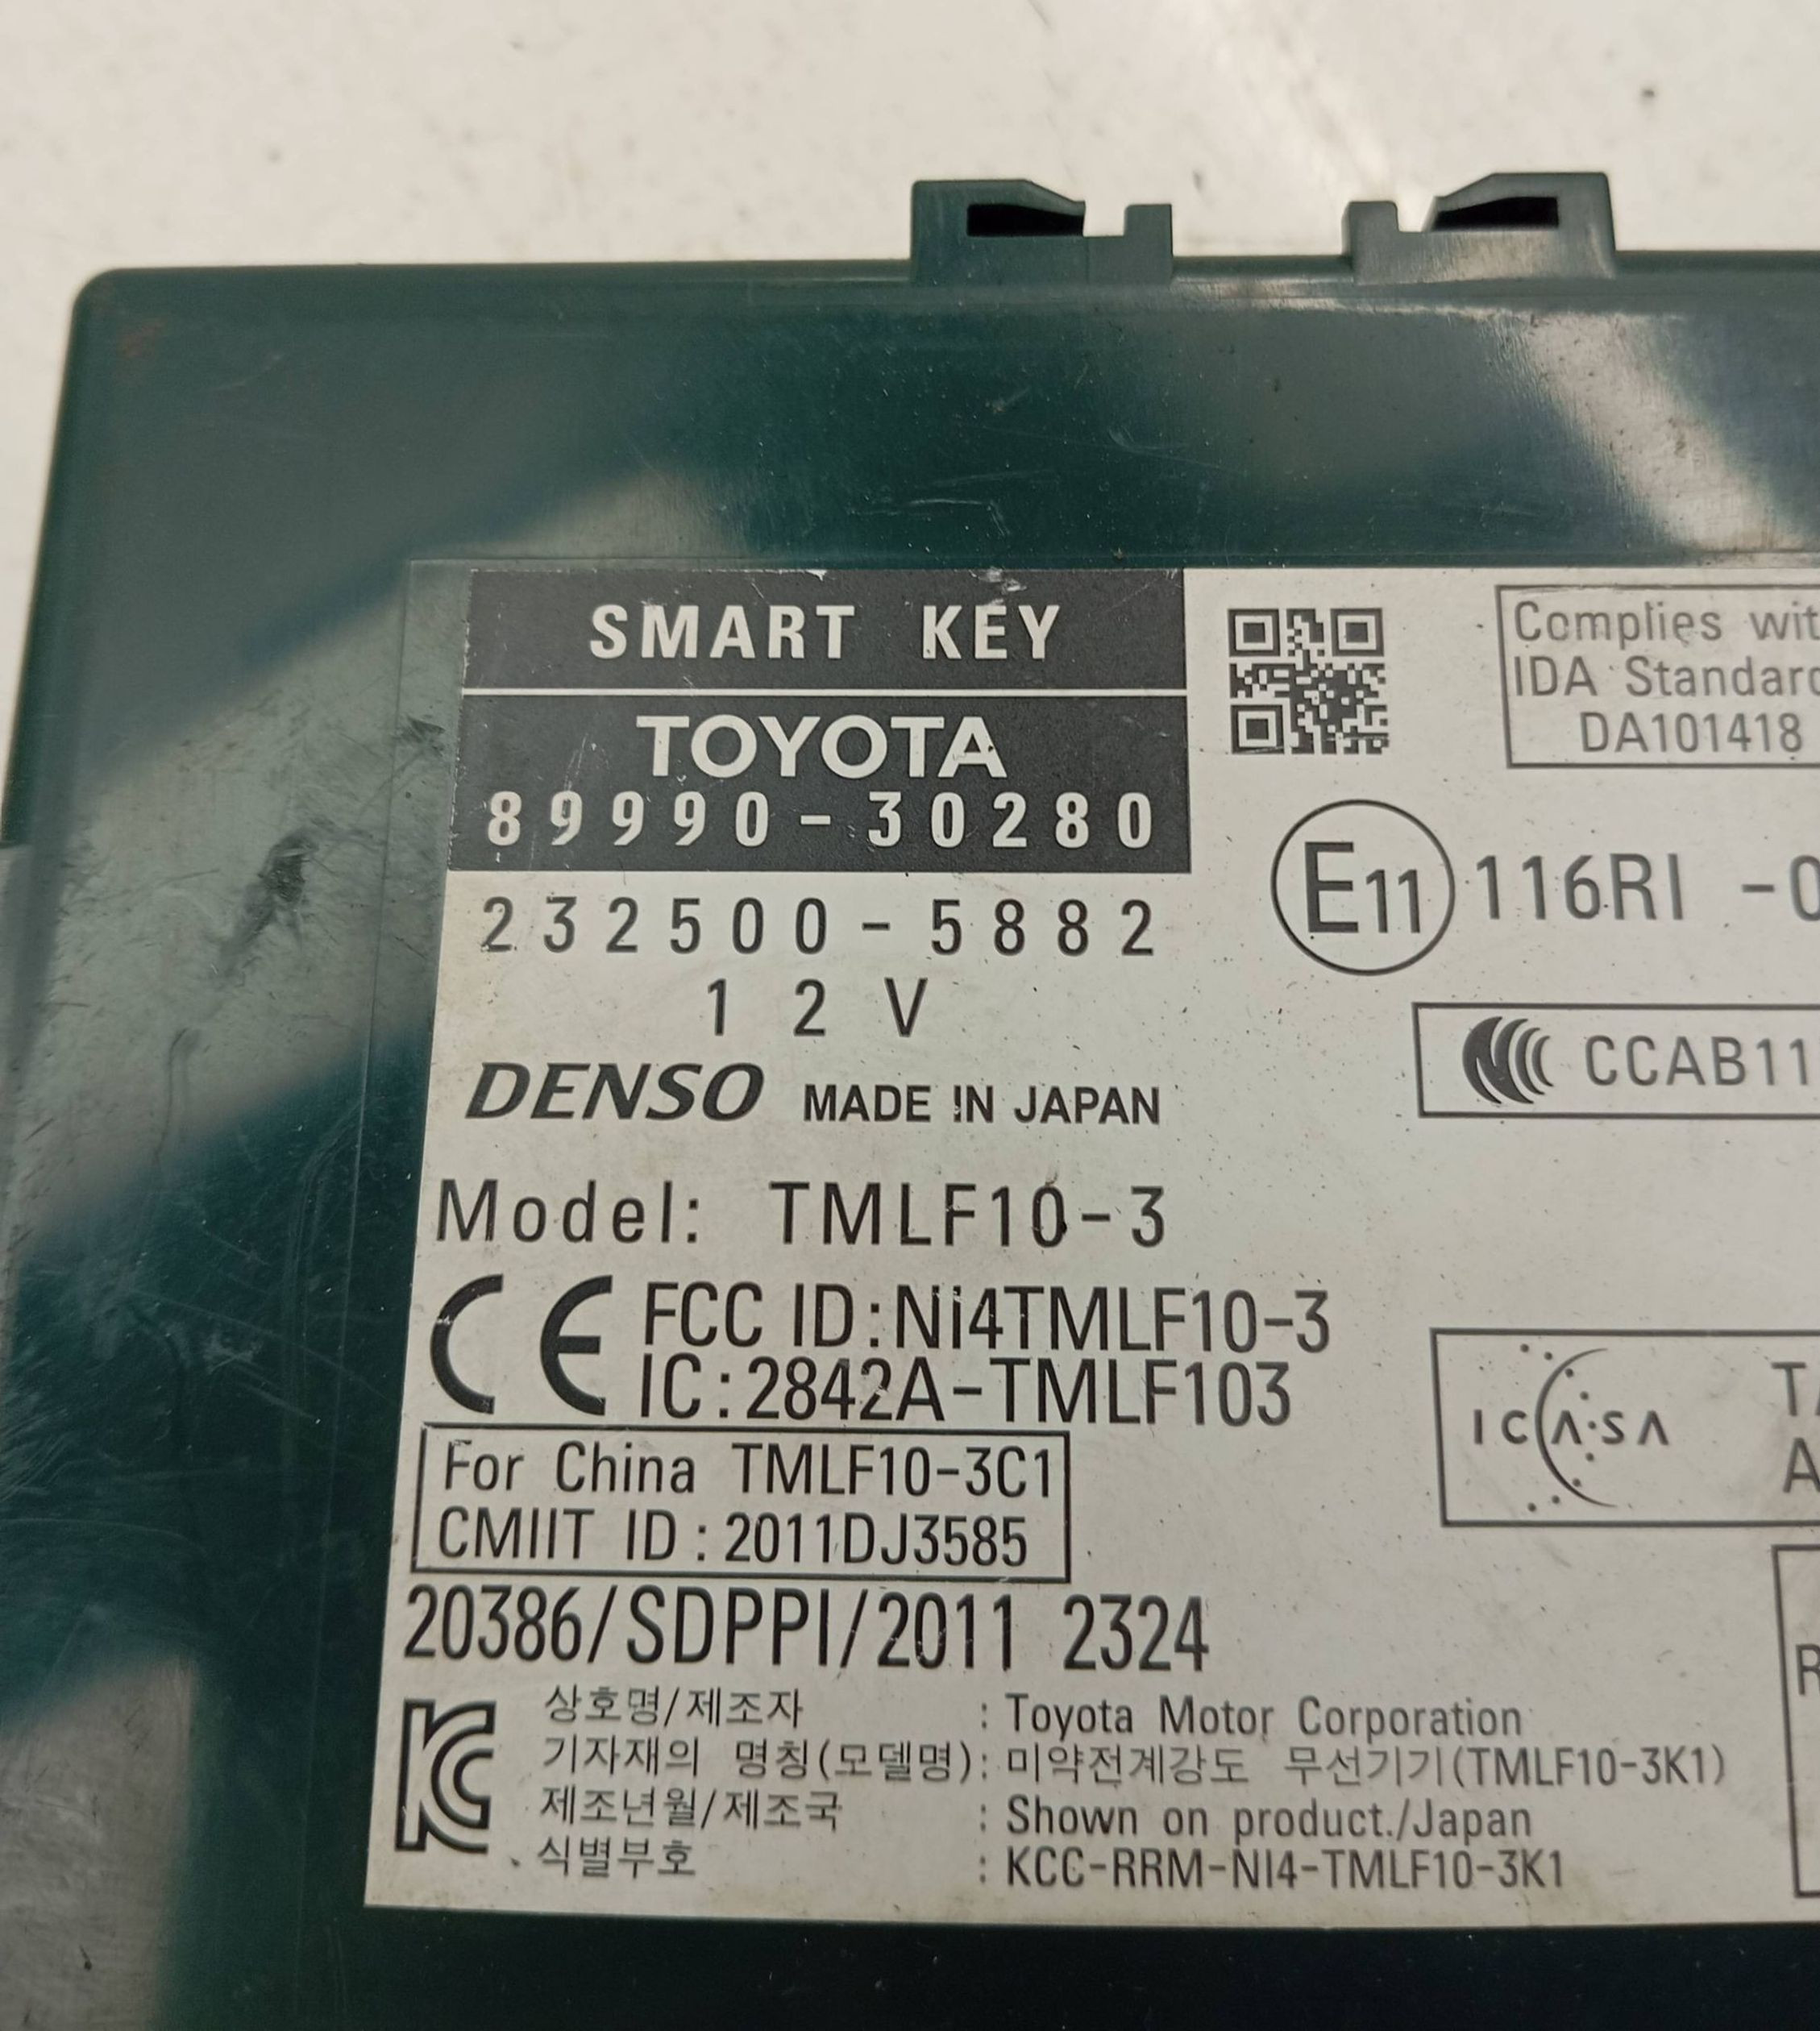 SMART KEY
TOYOTA
89990-30280
232500-5882
12V
DENSO MADE IN JAPAN
Model: TMLF10-3
CE FCC ID:Ni4TMLF10-3
IC:2842A-TMLF103
For China TMLF10-3C1
CMIIT ID:2011DJ3585
20386/SDPPI/2011 2324
상호명/제조자 : Toyota Motor Corporation
기자재의 명칭(모델명): 미약전계강도 무선기기(TMLF10-3K1)
제조년월/제조국 : Shown on product./Japan
식별부호 : KCC-RRM-NI4-TMLF10-3K1
Complies
IDA
DA101418
E11 116RI -0
CCAB11
ICASA